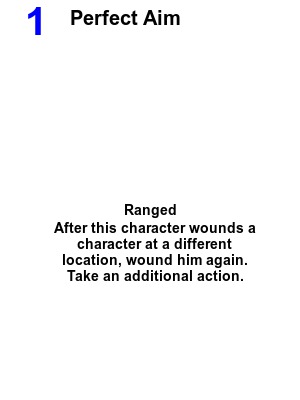 1 Perfect Aim
Ranged
After this character wounds a
character at a different
location, wound him again.
Take an additional action.